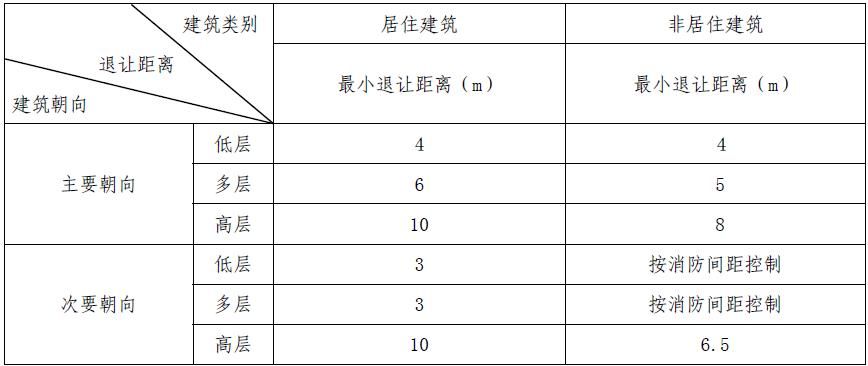 建筑类别
退让距离
建筑朝向
居住建筑
非居住建筑
最小退让距离（m）
最小退让距离（m）
主要朝向
低层
4
4
多层
6
5
高层
10
8
次要朝向
低层
3
按消防间距控制
多层
3
按消防间距控制
高层
10
6.5